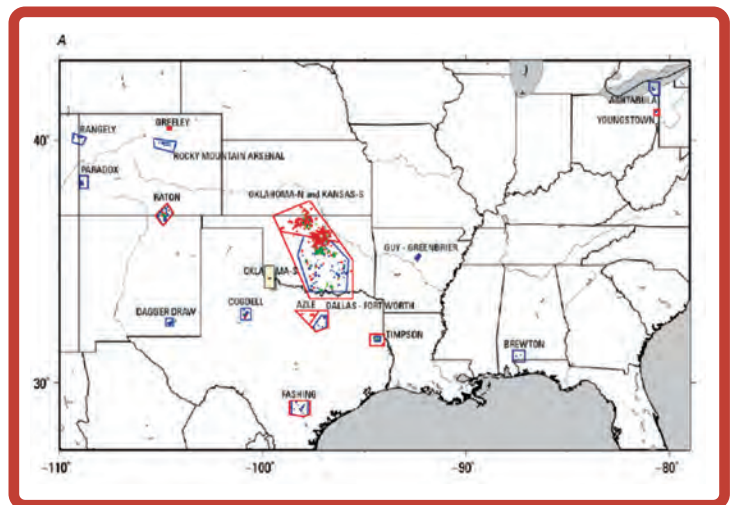 A
ASHTABULA
YOUNGSTOWN
GREELEY
RANGELY
40˚
ROCKY MOUNTAIN ARSENAL
PARADOX
RATON
OKLAHOMA-N and KANSAS-S
GUY - GREENBRIER
DAGGER DRAW
COGDELL
AZLE
DALLAS - FORT WORTH
TIMPSON
BREWTON
30˚
FASHING
−110˚
−100˚
−90˚
−80˚